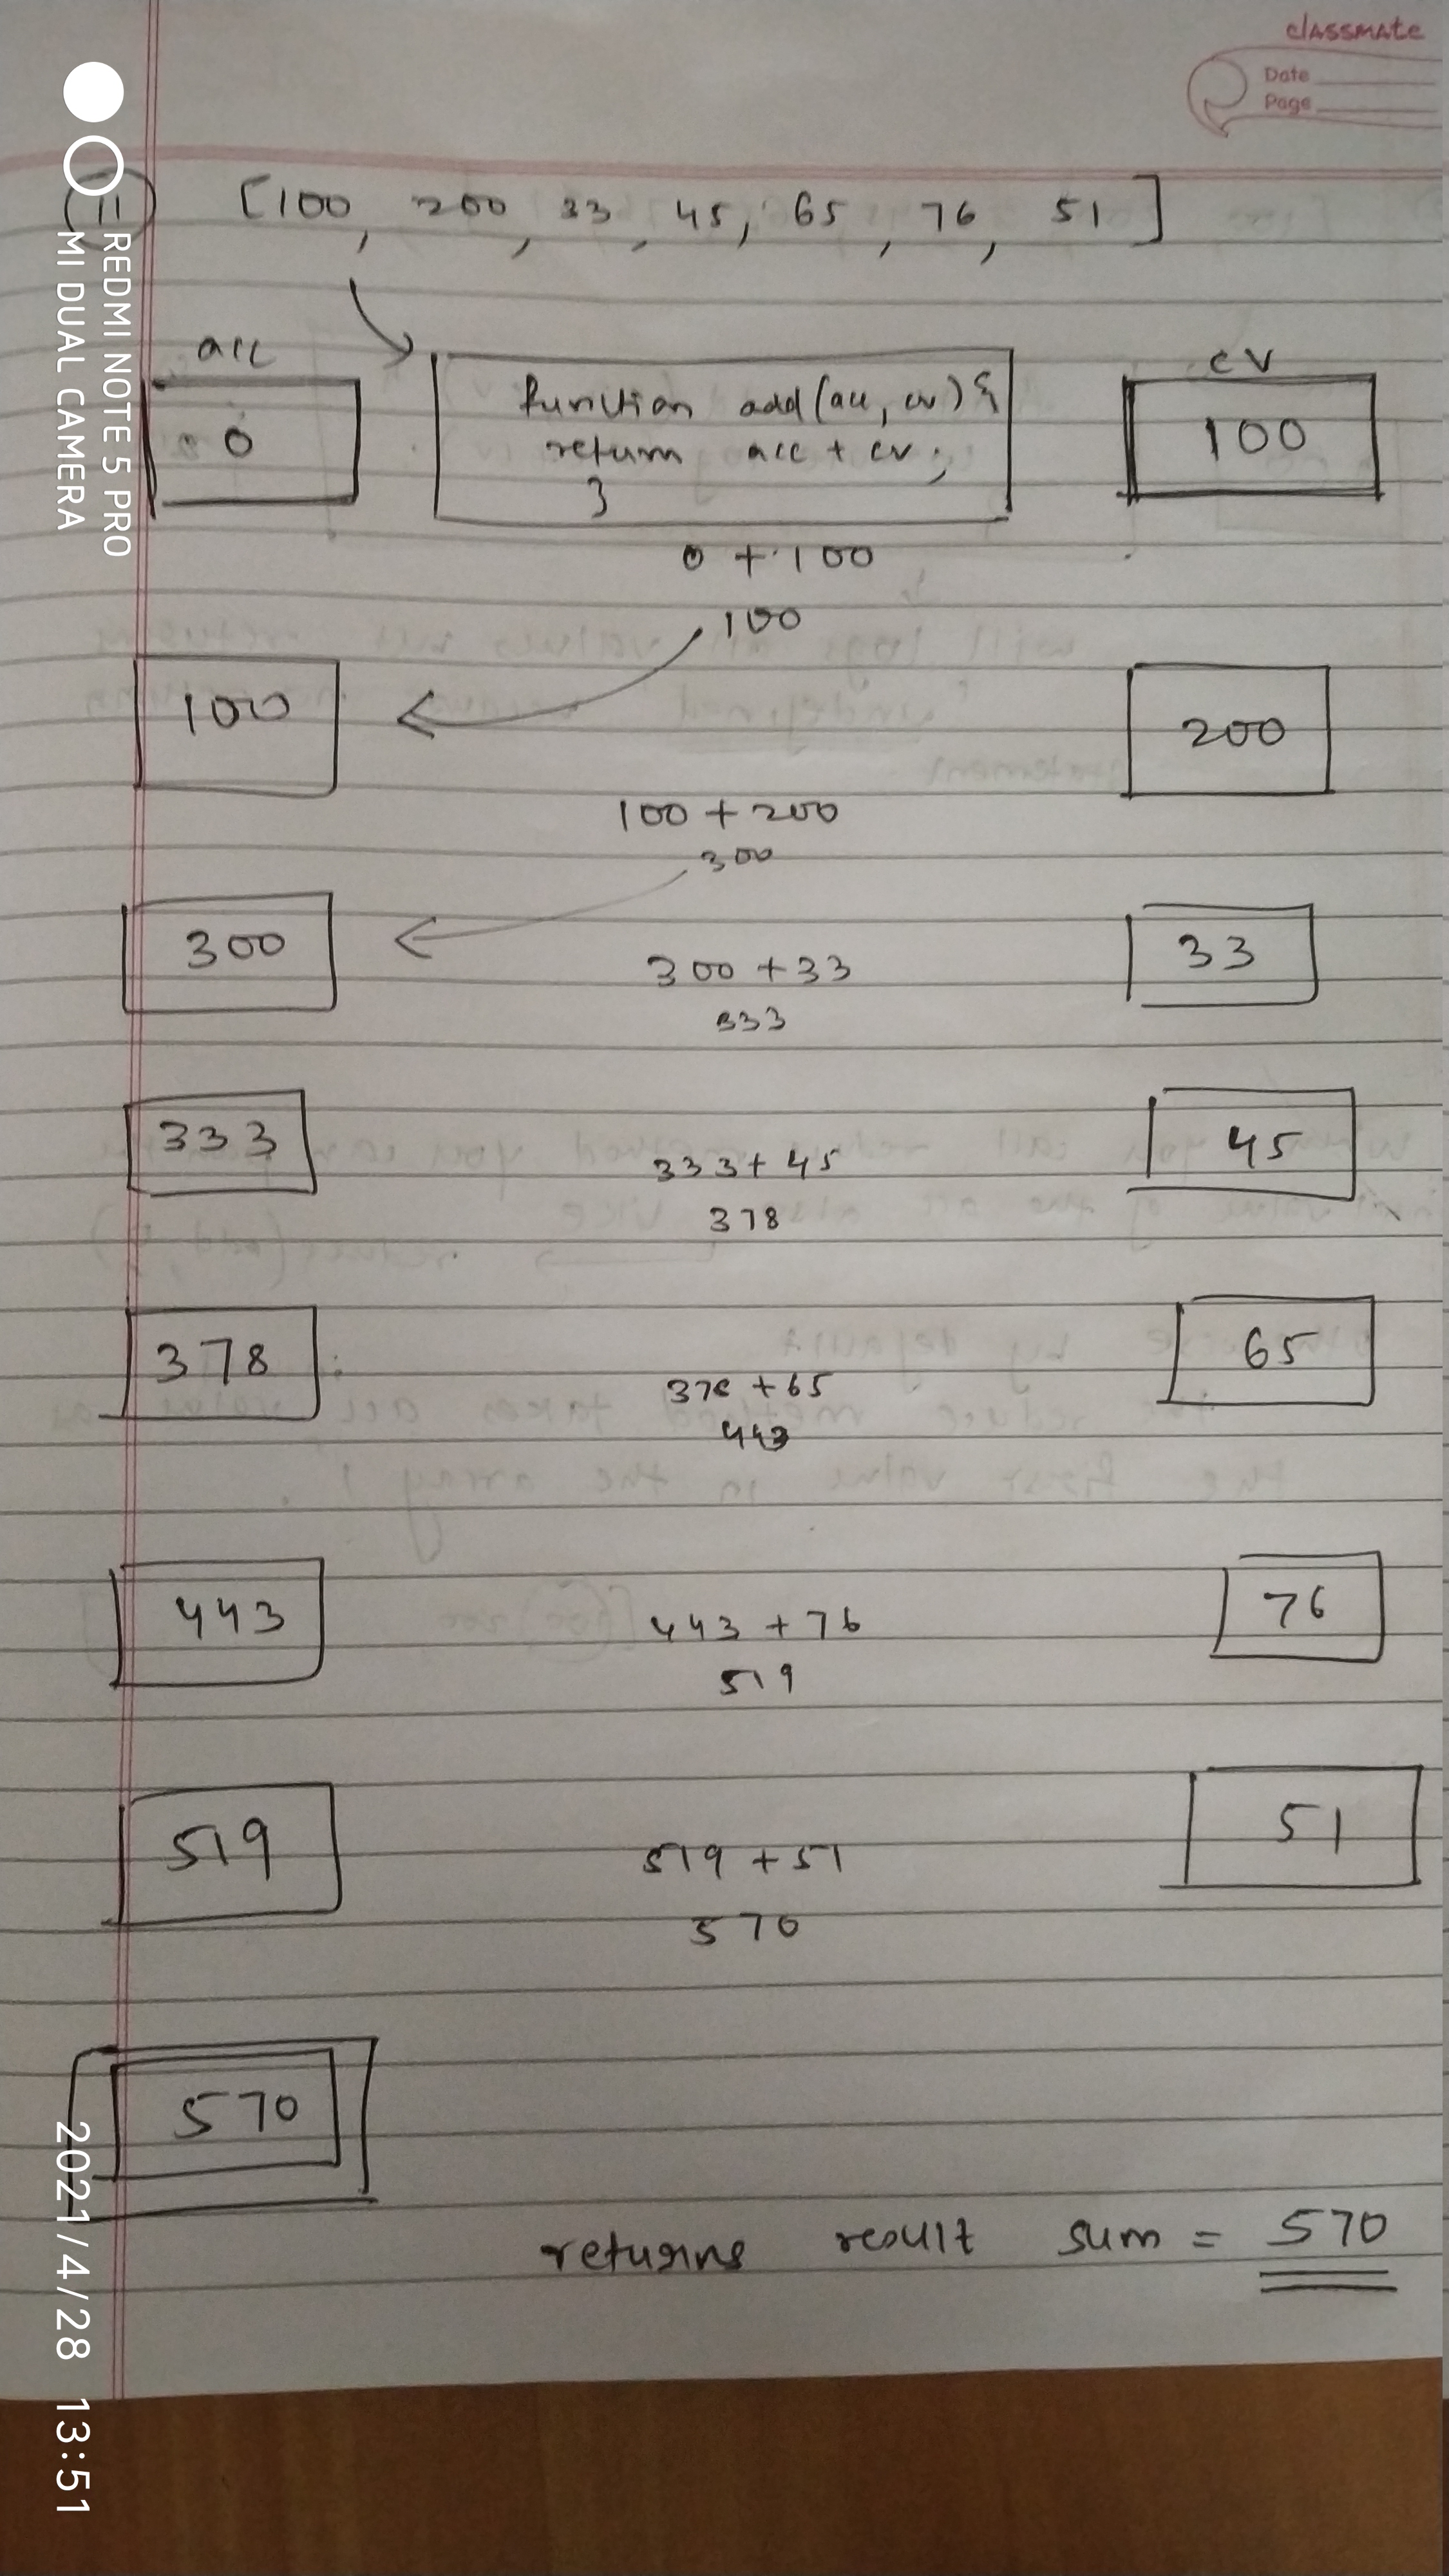 classmate
Date
Page
[100, 200, 33, 45, 65, 76, 51]
acc
cv
0
function add(acc, cv){
return acc + cv;
}
100
0 + 100
100
100
200
100 + 200
300
300
33
300 + 33
333
333
45
333 + 45
378
378
65
378 + 65
443
443
76
443 + 76
519
519
51
519 + 51
570
570
returns result sum = 570
REDMI NOTE 5 PRO
MI DUAL CAMERA
2021/4/28 13:51